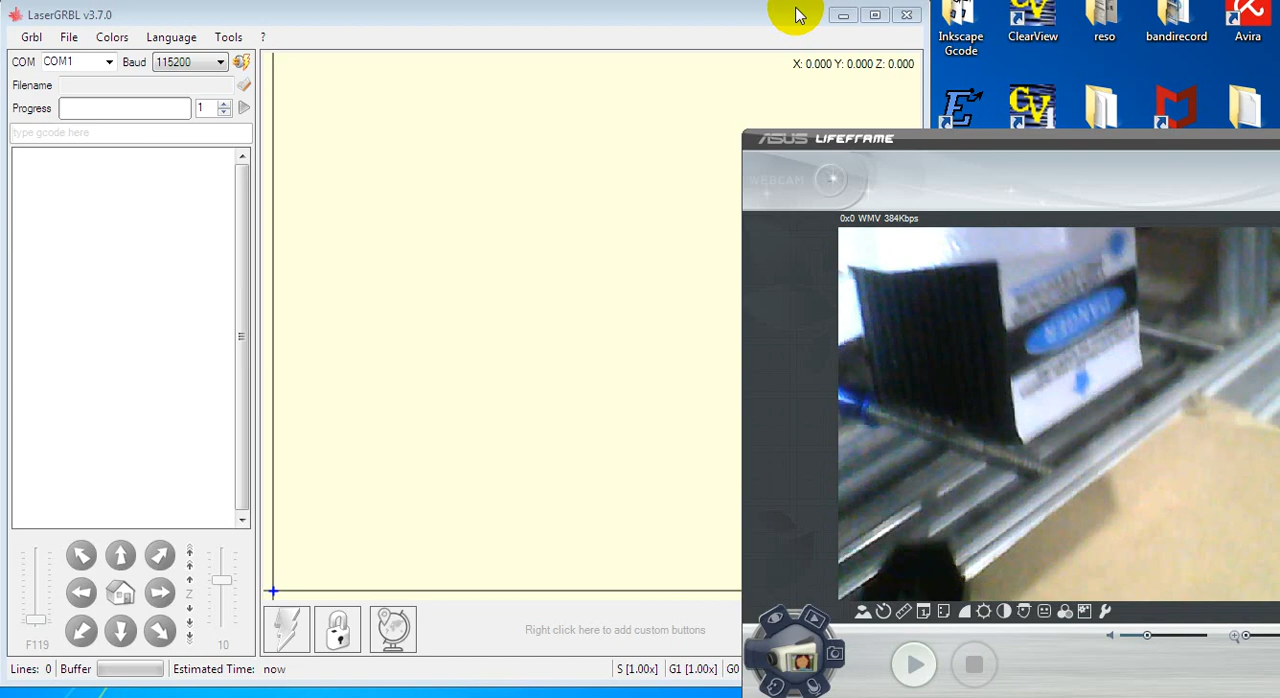 LaserGRBL v3.7.0
Grbl File Colors Language Tools ?
COM COM1 Baud 115200
Filename
Progress 1
type gcode here
X: 0.000 Y: 0.000 Z: 0.000
Z
F119
10
Right click here to add custom buttons
Lines: 0 Buffer Estimated Time: now
S [1.00x] G1 [1.00x] G0
Inkscape
Gcode
ClearView
reso
bandirecord
Avira
E
CV
ASUS LIFEFRAME
WEBCAM
0x0 WMV 384Kbps